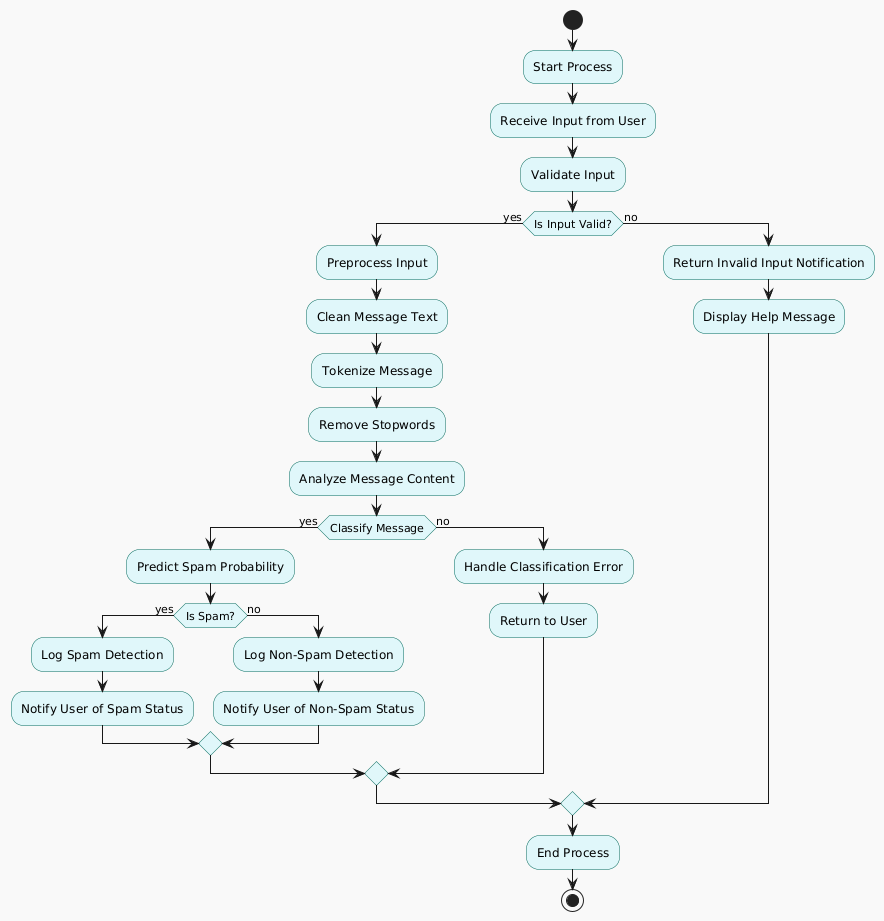 Start Process
Receive Input from User
Validate Input
yes
Is Input Valid?
no
Preprocess Input
Return Invalid Input Notification
Clean Message Text
Display Help Message
Tokenize Message
Remove Stopwords
Analyze Message Content
yes
Classify Message
no
Predict Spam Probability
Handle Classification Error
yes
Is Spam?
no
Return to User
Log Spam Detection
Log Non-Spam Detection
Notify User of Spam Status
Notify User of Non-Spam Status
End Process